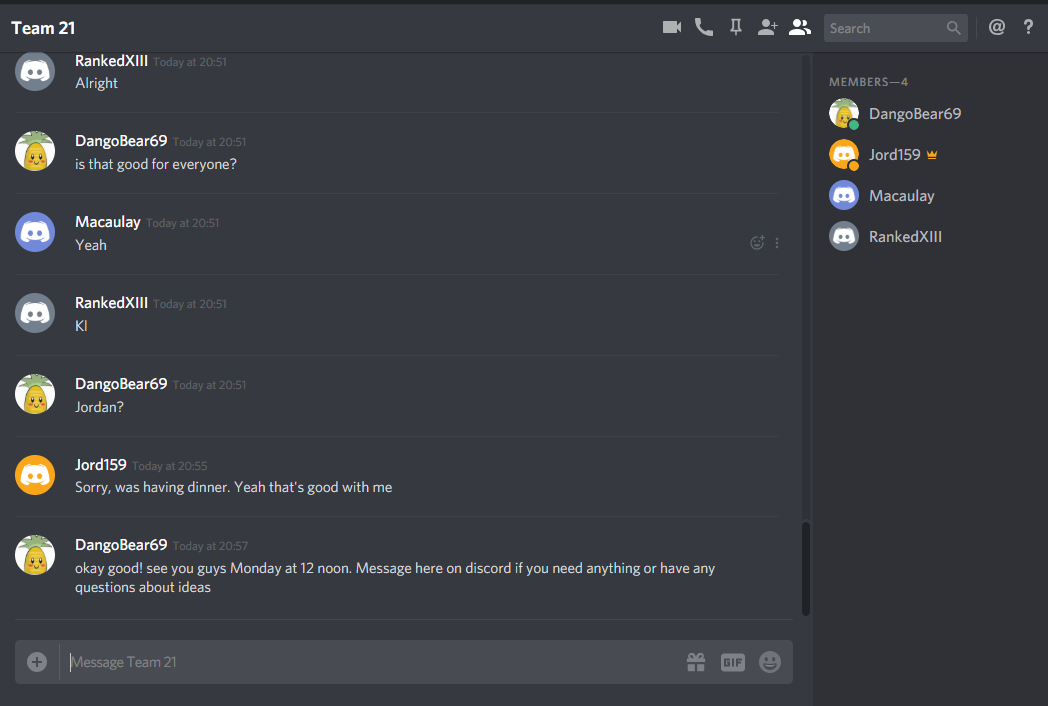 Team 21
Search
@ ?
RankedXIII Today at 20:51
Alright
DangoBear69 Today at 20:51
is that good for everyone?
Macaulay Today at 20:51
Yeah
RankedXIII Today at 20:51
Kl
DangoBear69 Today at 20:51
Jordan?
Jord159 Today at 20:55
Sorry, was having dinner. Yeah that's good with me
DangoBear69 Today at 20:57
okay good! see you guys Monday at 12 noon. Message here on discord if you need anything or have any
questions about ideas
Message Team 21
GIF
MEMBERS—4
DangoBear69
Jord159
Macaulay
RankedXIII